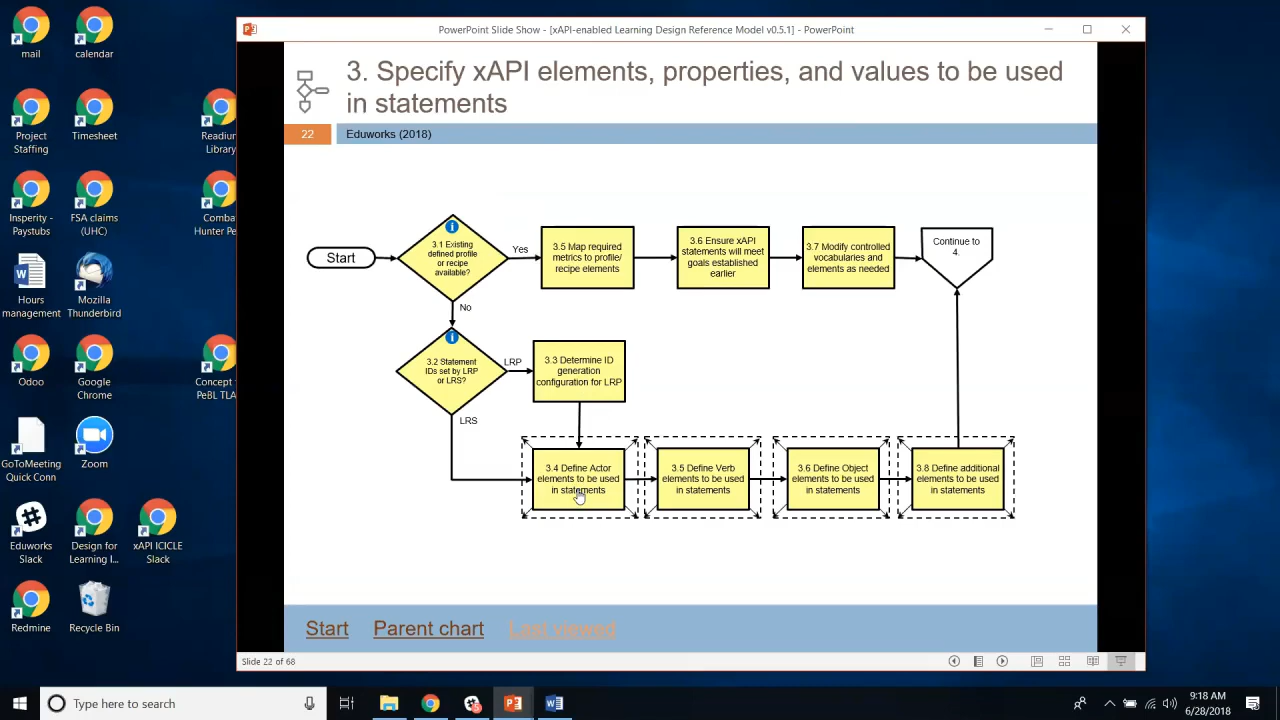 PowerPoint Slide Show - [xAPI-enabled Learning Design Reference Model v0.5.1] - PowerPoint
mail
calendar
Project
Staffing
Timesheet
Readium
Library
Insperity -
Paystubs
FSA claims
(UHC)
Comba
Hunter Pe
Hours
management
Mozilla
Thunderbird
Odoo
Google
Chrome
Concept
PeBL TLA
GoToMeeting
Quick Conn
Zoom
Eduworks
Slack
Design for
Learning I...
xAPI ICICLE
Slack
Redmine
Recycle Bin
3. Specify xAPI elements, properties, and values to be used
in statements
22
Eduworks (2018)
Start
3.1 Existing
defined profile
or recipe
available?
Yes
3.5 Map required
metrics to profile/
recipe elements
3.6 Ensure xAPI
statements will meet
goals established
earlier
3.7 Modify controlled
vocabularies and
elements as needed
Continue to
4.
No
3.2 Statement
IDs set by LRP
or LRS?
LRP
3.3 Determine ID
generation
configuration for LRP
LRS
3.4 Define Actor
elements to be used
in statements
3.5 Define Verb
elements to be used
in statements
3.6 Define Object
elements to be used
in statements
3.8 Define additional
elements to be used
in statements
Start
Parent chart
Last viewed
Slide 22 of 68
Type here to search
9:18 AM
6/28/2018